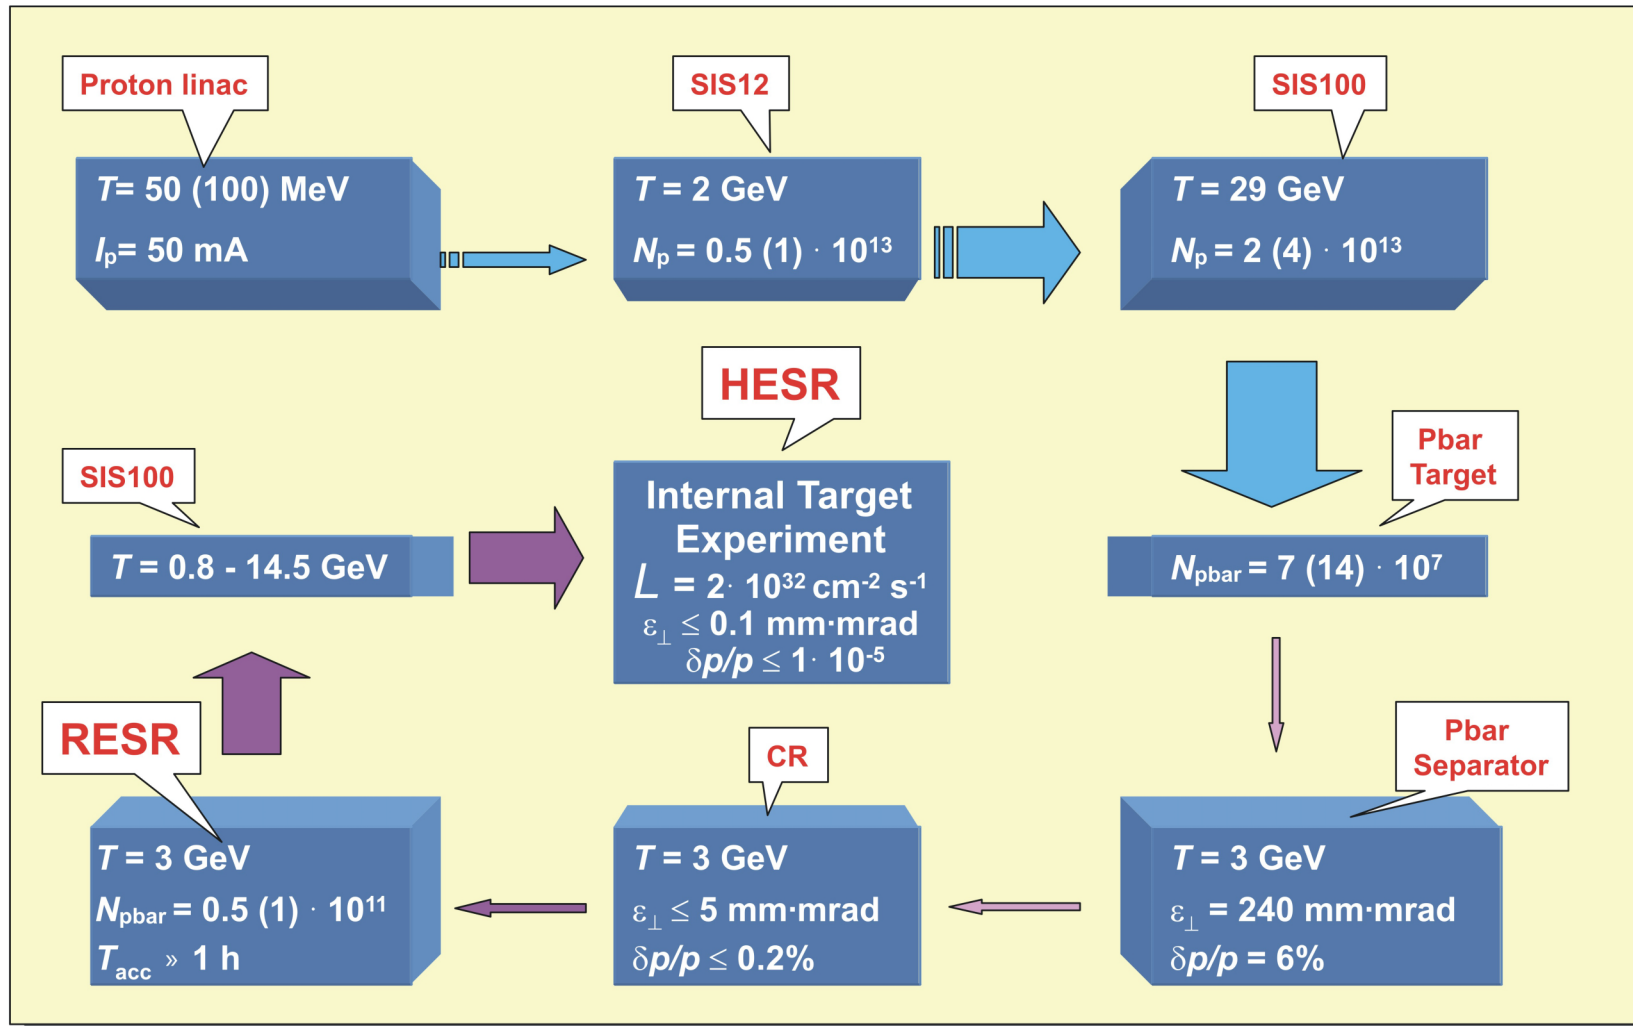 Proton linac
T= 50 (100) MeV
Iₚ= 50 mA
SIS12
T = 2 GeV
Nₚ = 0.5 (1) · 10¹³
SIS100
T = 29 GeV
Nₚ = 2 (4) · 10¹³
Pbar
Target
N_pbar = 7 (14) · 10⁷
Pbar
Separator
T = 3 GeV
ε⊥ = 240 mm·mrad
δp/p = 6%
CR
T = 3 GeV
ε⊥ ≤ 5 mm·mrad
δp/p ≤ 0.2%
RESR
T = 3 GeV
N_pbar = 0.5 (1) · 10¹¹
T_acc » 1 h
SIS100
T = 0.8 - 14.5 GeV
HESR
Internal Target
Experiment
L = 2· 10³² cm⁻² s⁻¹
ε⊥ ≤ 0.1 mm·mrad
δp/p ≤ 1· 10⁻⁵